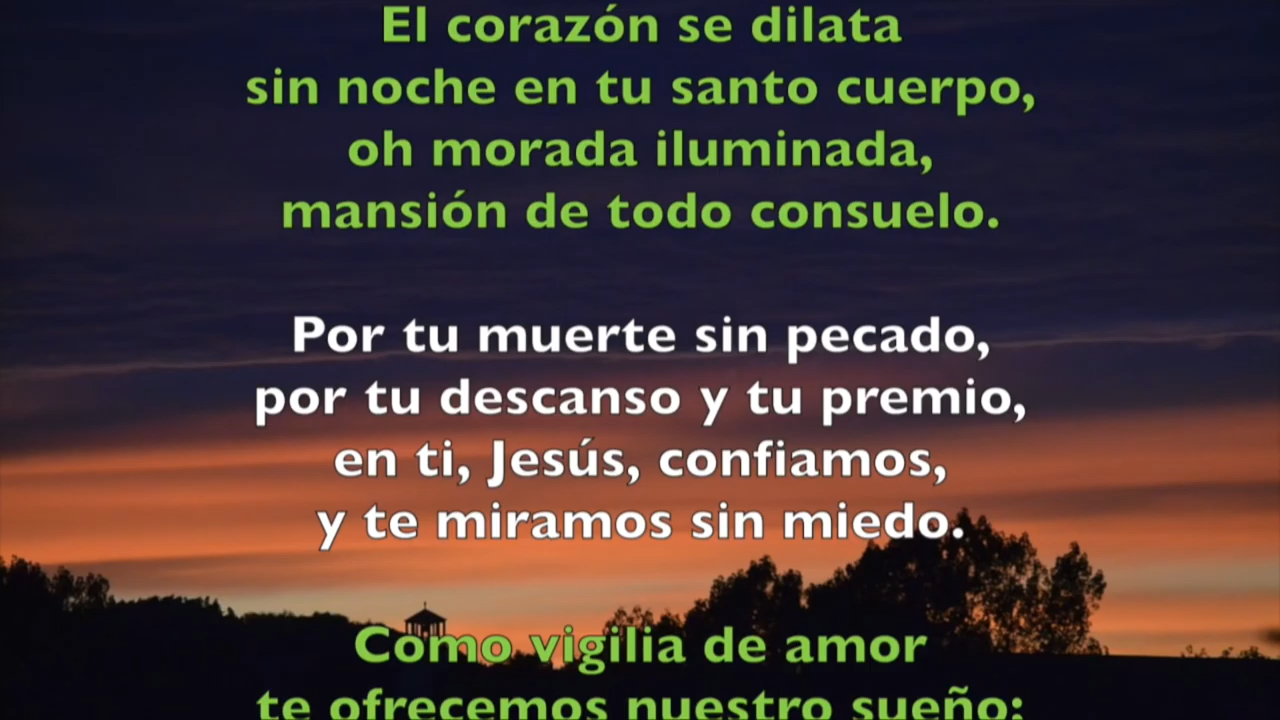 El corazón se dilata
sin noche en tu santo cuerpo,
oh morada iluminada,
mansión de todo consuelo.
Por tu muerte sin pecado,
por tu descanso y tu premio,
en ti, Jesús, confiamos,
y te miramos sin miedo.
Como vigilia de amor
te ofrecemos nuestro sueño;